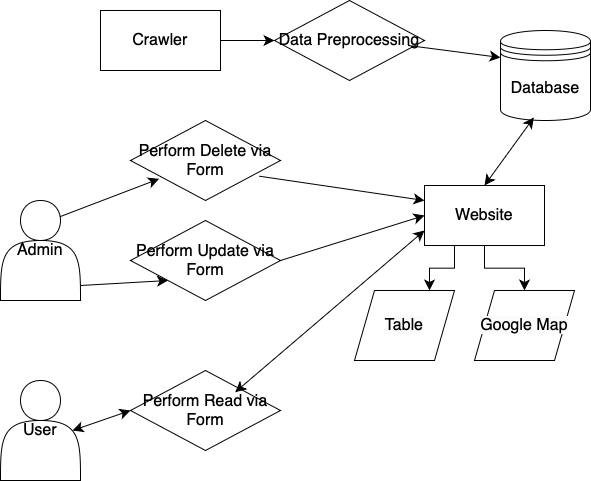 Crawler
Data Preprocessing
Database
Perform Delete via
Form
Website
Admin
Perform Update via
Form
Table
Google Map
Perform Read via
Form
User